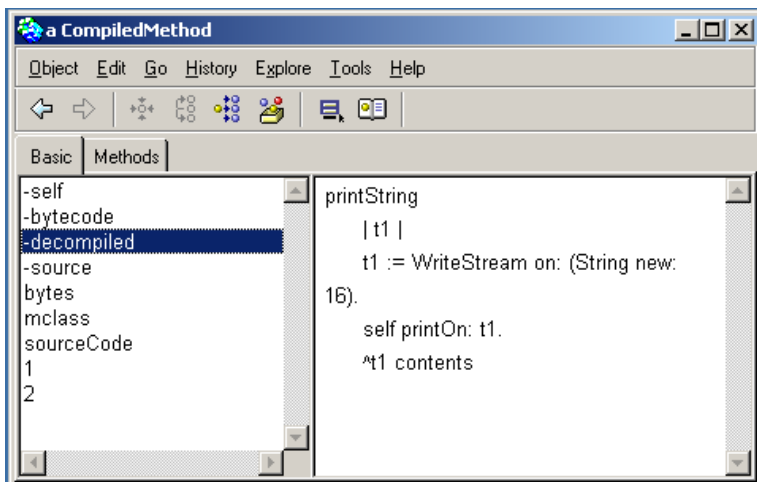 a CompiledMethod
Object Edit Go History Explore Tools Help
Basic Methods
-self
-bytecode
-decompiled
-source
bytes
mclass
sourceCode
1
2
printString
| t1 |
t1 := WriteStream on: (String new:
16).
self printOn: t1.
^t1 contents